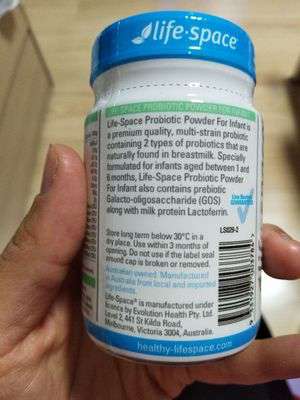 life-space
LIFE-SPACE PROBIOTIC POWDER FOR INFANT
Life-Space Probiotic Powder For Infant is
a premium quality, multi-strain probiotic
containing 2 types of probiotics that are
naturally found in breastmilk. Specially
formulated for infants aged between 1 and
6 months, Life-Space Probiotic Powder
For Infant also contains prebiotic
Galacto-oligosaccharide (GOS)
along with milk protein Lactoferrin.
Store long term below 30°C in a
dry place. Use within 3 months of
opening. Do not use if the label seal
around cap is broken or removed.
Australian owned. Manufactured
in Australia from local and imported
ingredients.
Life-Space® is manufactured under
licence by Evolution Health Pty. Ltd.
Level 2, 441 St Kilda Road,
Melbourne, Victoria 3004, Australia.
healthy-lifespace.com